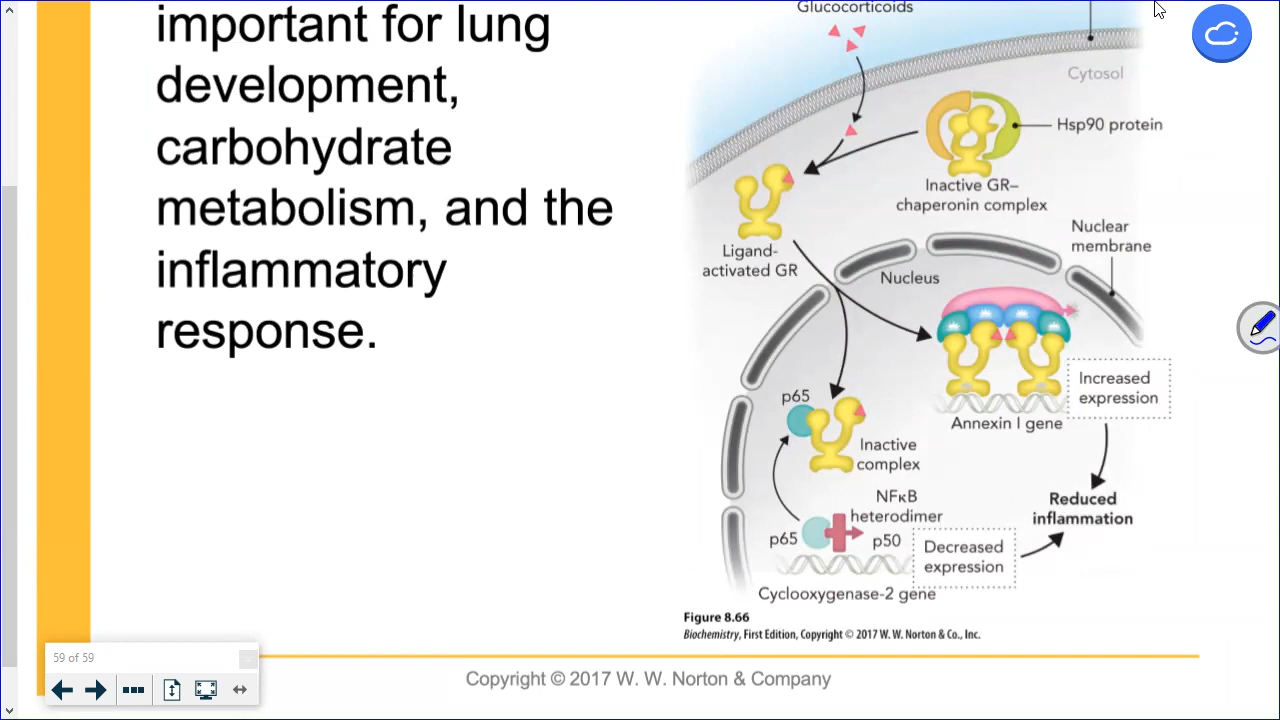 important for lung
development,
carbohydrate
metabolism, and the
inflammatory
response.
Glucocorticoids
Cytosol
Hsp90 protein
Inactive GR–
chaperonin complex
Ligand-
activated GR
Nuclear
membrane
Nucleus
Increased
expression
Annexin I gene
p65
Inactive
complex
Reduced
inflammation
NFκB
heterodimer
p65
p50
Decreased
expression
Cyclooxygenase-2 gene
Figure 8.66
Biochemistry, First Edition, Copyright © 2017 W. W. Norton & Co., Inc.
59 of 59
Copyright © 2017 W. W. Norton & Company